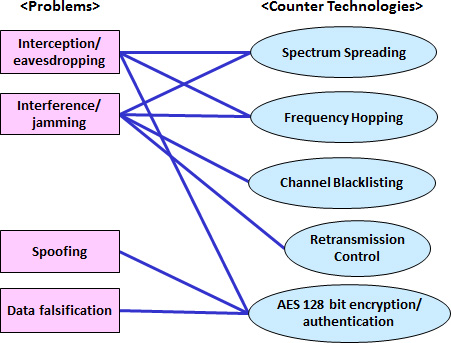 <Problems>
<Counter Technologies>
Interception/
eavesdropping
Spectrum Spreading
Interference/
jamming
Frequency Hopping
Channel Blacklisting
Spoofing
Retransmission
Control
Data falsification
AES 128 bit encryption/
authentication